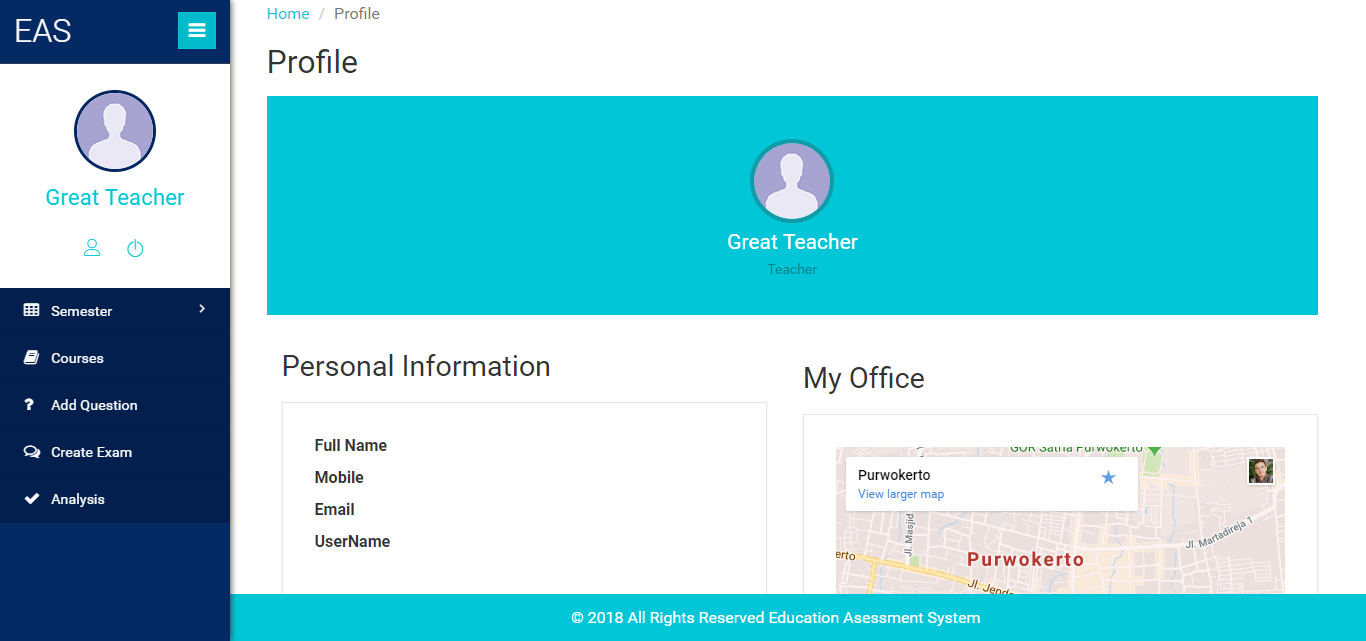 EAS
Home / Profile
Profile
Great Teacher
Great Teacher
Teacher
Semester
Courses
Add Question
Create Exam
Analysis
Personal Information
Full Name
Mobile
Email
UserName
My Office
GOR Satria Purwokerto
Purwokerto
View larger map
Jl. Masjid
Jl. Martadireja 1
erto
Purwokerto
Jl. Jend
© 2018 All Rights Reserved Education Asessment System